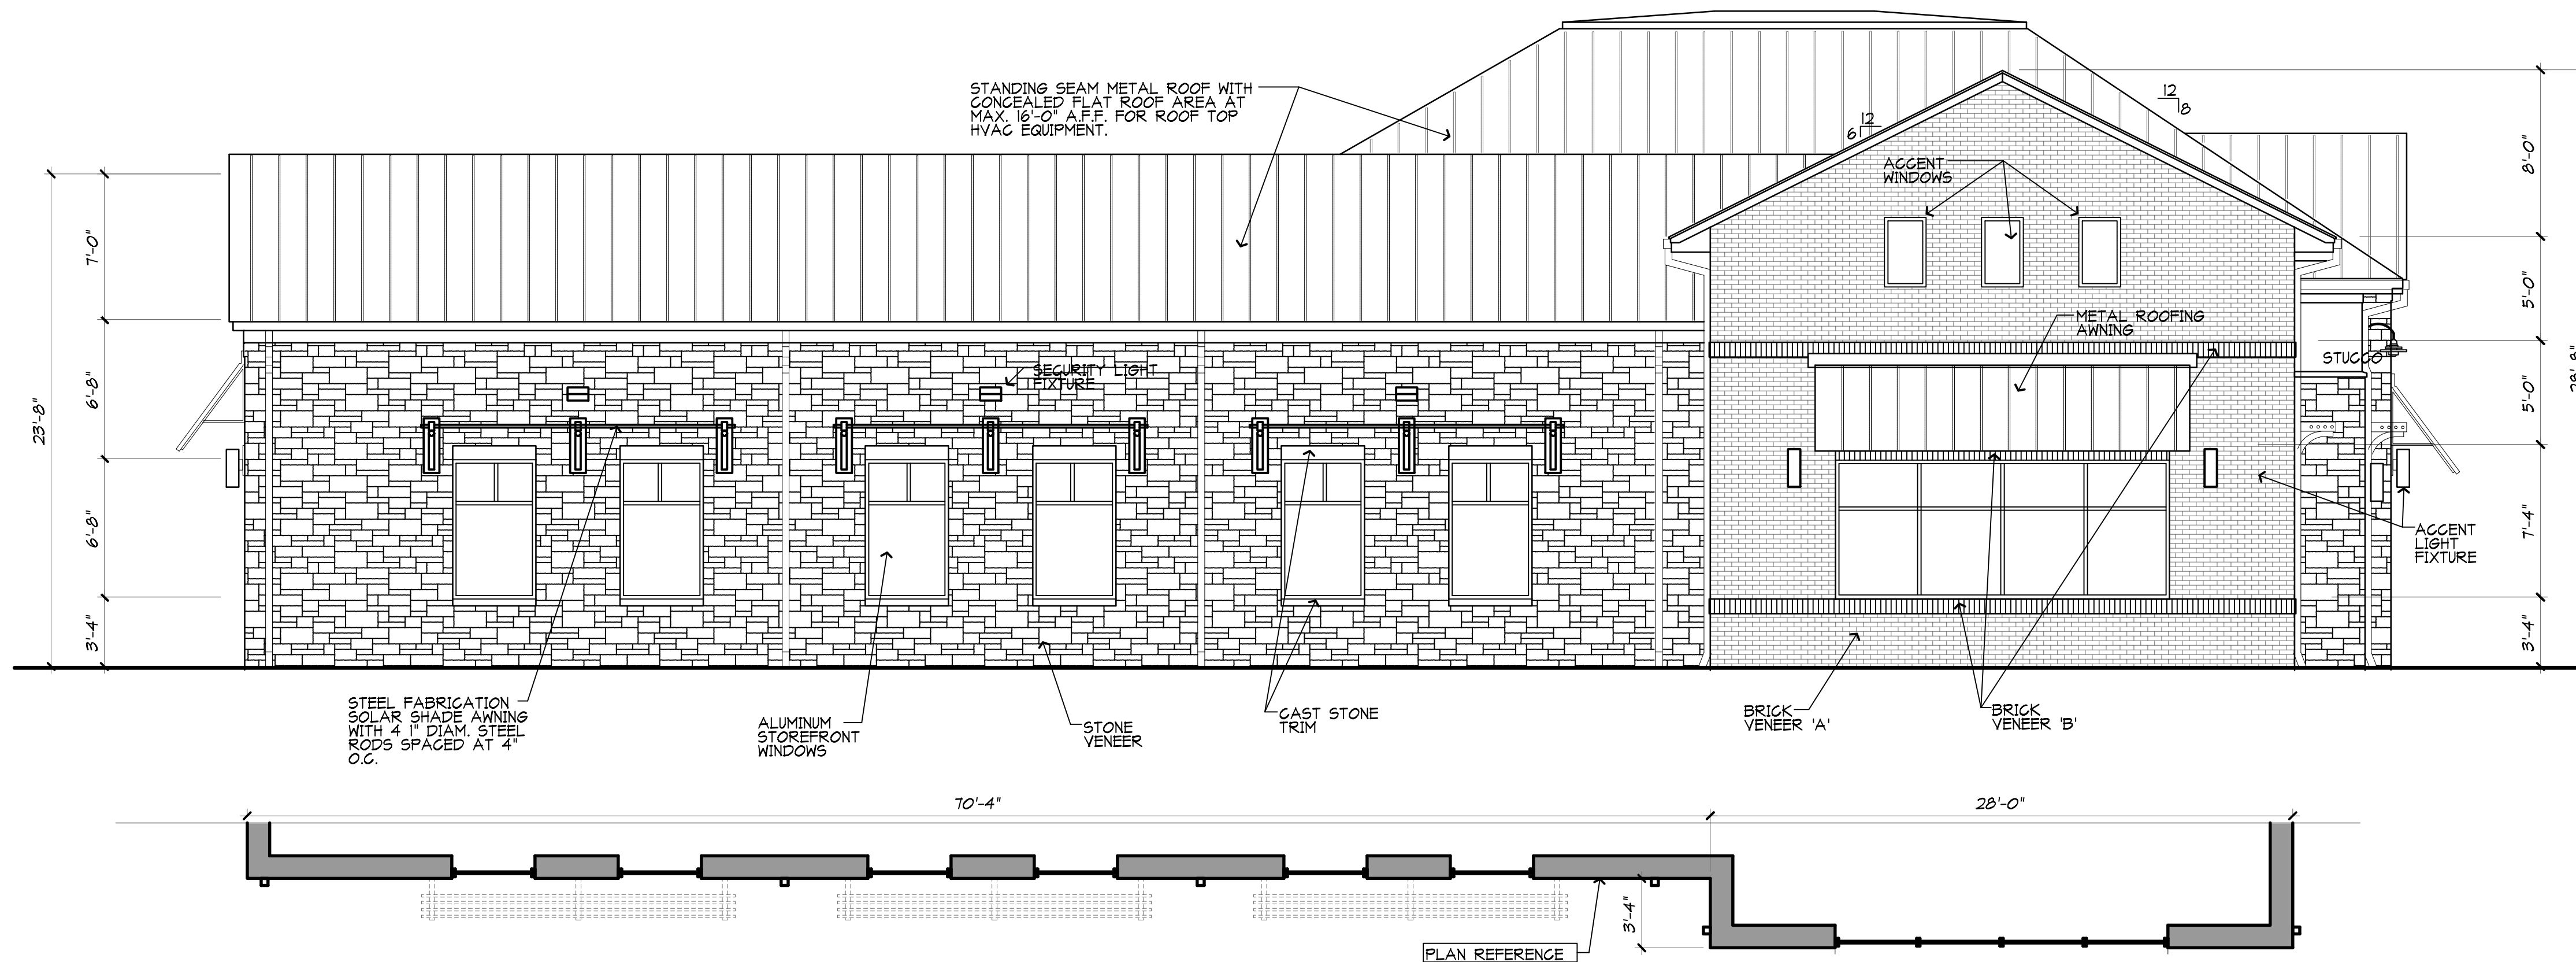 STANDING SEAM METAL ROOF WITH
CONCEALED FLAT ROOF AREA AT
MAX. 16'-0" A.F.F. FOR ROOF TOP
HVAC EQUIPMENT.
12
8
12
6
ACCENT
WINDOWS
8'-0"
7'-0"
5'-0"
METAL ROOFING
AWNING
STUCCO
SECURITY LIGHT
FIXTURE
23'-8"
6'-8"
5'-0"
6'-8"
7'-4"
ACCENT
LIGHT
FIXTURE
3'-4"
3'-4"
STEEL FABRICATION
SOLAR SHADE AWNING
WITH 4 1" DIAM. STEEL
RODS SPACED AT 4"
O.C.
ALUMINUM
STOREFRONT
WINDOWS
STONE
VENEER
CAST STONE
TRIM
BRICK
VENEER 'A'
BRICK
VENEER 'B'
70'-4"
28'-0"
3'-4"
PLAN REFERENCE